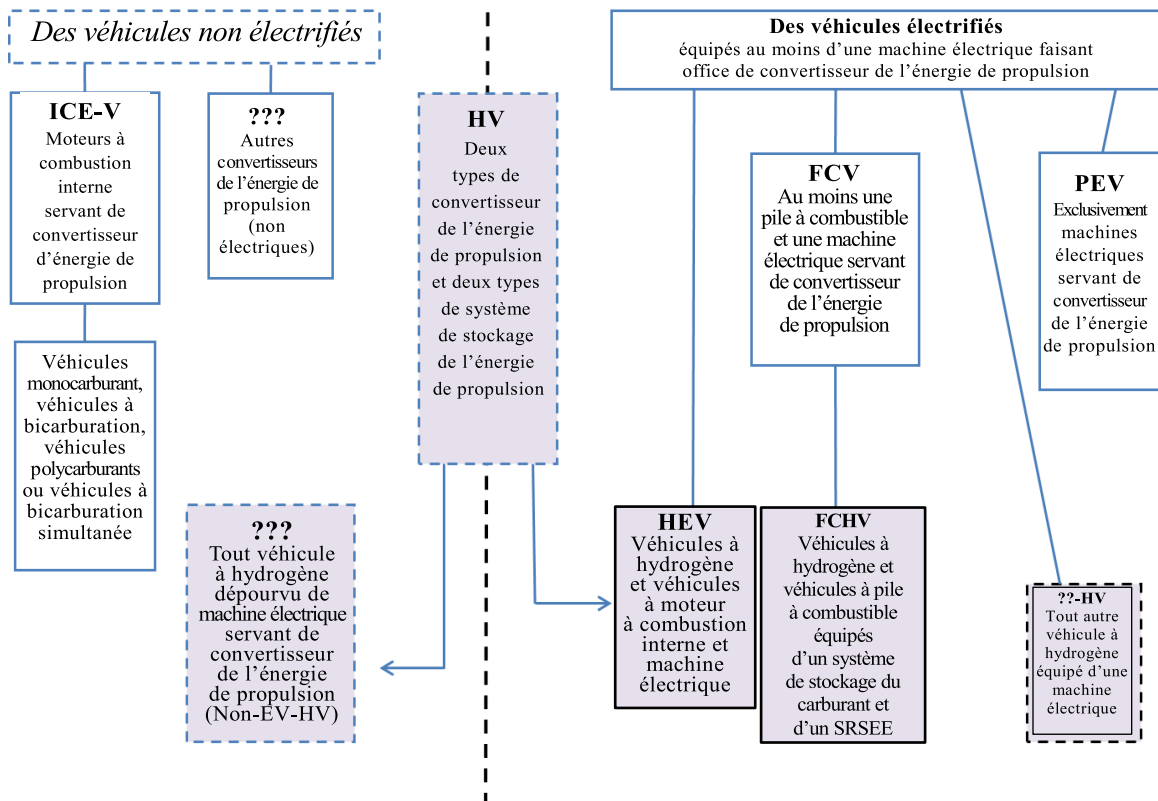 Des véhicules non électrifiés
Des véhicules électrifiés
équipés au moins d'une machine électrique faisant
office de convertisseur de l'énergie de propulsion
ICE-V
Moteurs à
combustion
interne
servant de
convertisseur
d'énergie de
propulsion
???
Autres
convertisseurs
de l'énergie de
propulsion
(non
électriques)
HV
Deux
types de
convertisseur
de l'énergie
de propulsion
et deux types
de système
de stockage
de l'énergie
de propulsion
FCV
Au moins une
pile à combustible
et une machine
électrique servant
de convertisseur
de l'énergie
de propulsion
PEV
Exclusivement
machines
électriques
servant de
convertisseur
de l'énergie
de propulsion
Véhicules
monocarburant,
véhicules à
bicarburation,
véhicules
polycarburants
ou véhicules à
bicarburation
simultanée
???
Tout véhicule
à hydrogène
dépourvu de
machine électrique
servant de
convertisseur
de l'énergie
de propulsion
(Non-EV-HV)
HEV
Véhicules à
hydrogène
et véhicules
à moteur
à combustion
interne et
machine
électrique
FCHV
Véhicules à
hydrogène et
véhicules à pile
à combustible
équipés
d'un système
de stockage du
carburant et
d'un SRSEE
??-HV
Tout autre
véhicule à
hydrogène
équipé d'une
machine
électrique